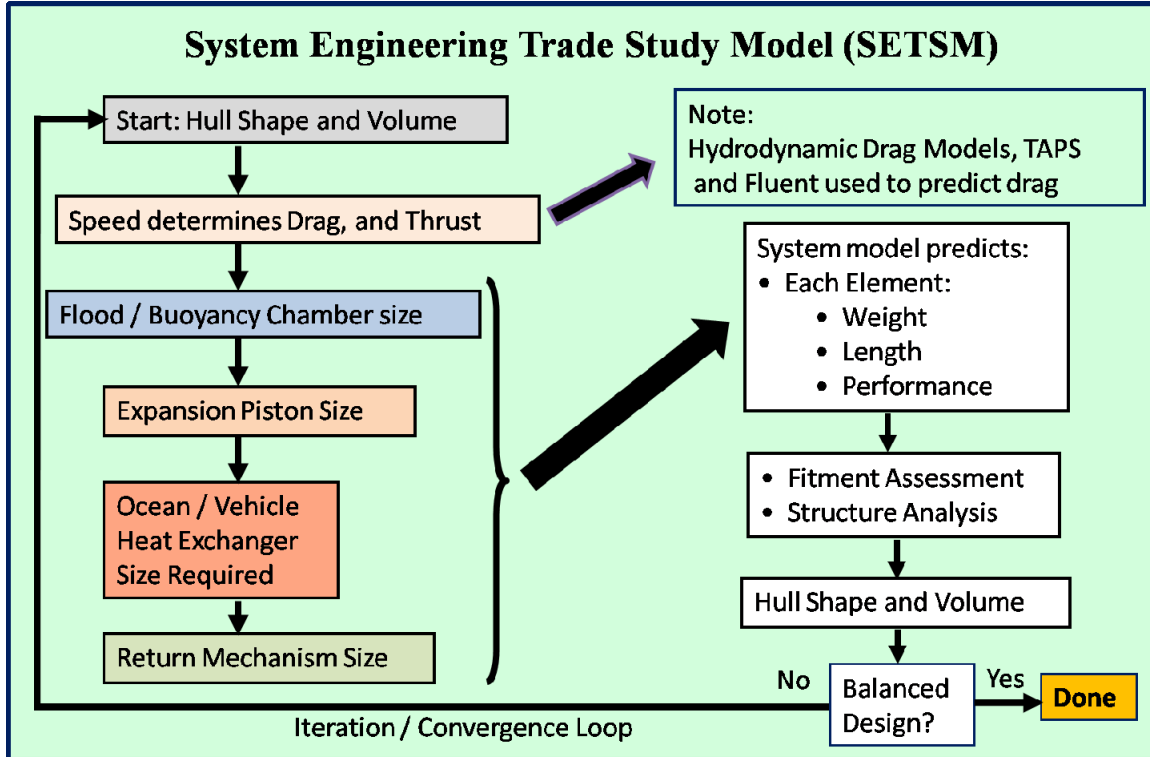 System Engineering Trade Study Model (SETSM)
Start: Hull Shape and Volume
Speed determines Drag, and Thrust
Flood / Buoyancy Chamber size
Expansion Piston Size
Ocean / Vehicle
Heat Exchanger
Size Required
Return Mechanism Size
Note:
Hydrodynamic Drag Models, TAPS
and Fluent used to predict drag
System model predicts:
• Each Element:
• Weight
• Length
• Performance
• Fitment Assessment
• Structure Analysis
Hull Shape and Volume
Balanced
Design?
No
Yes
Done
Iteration / Convergence Loop